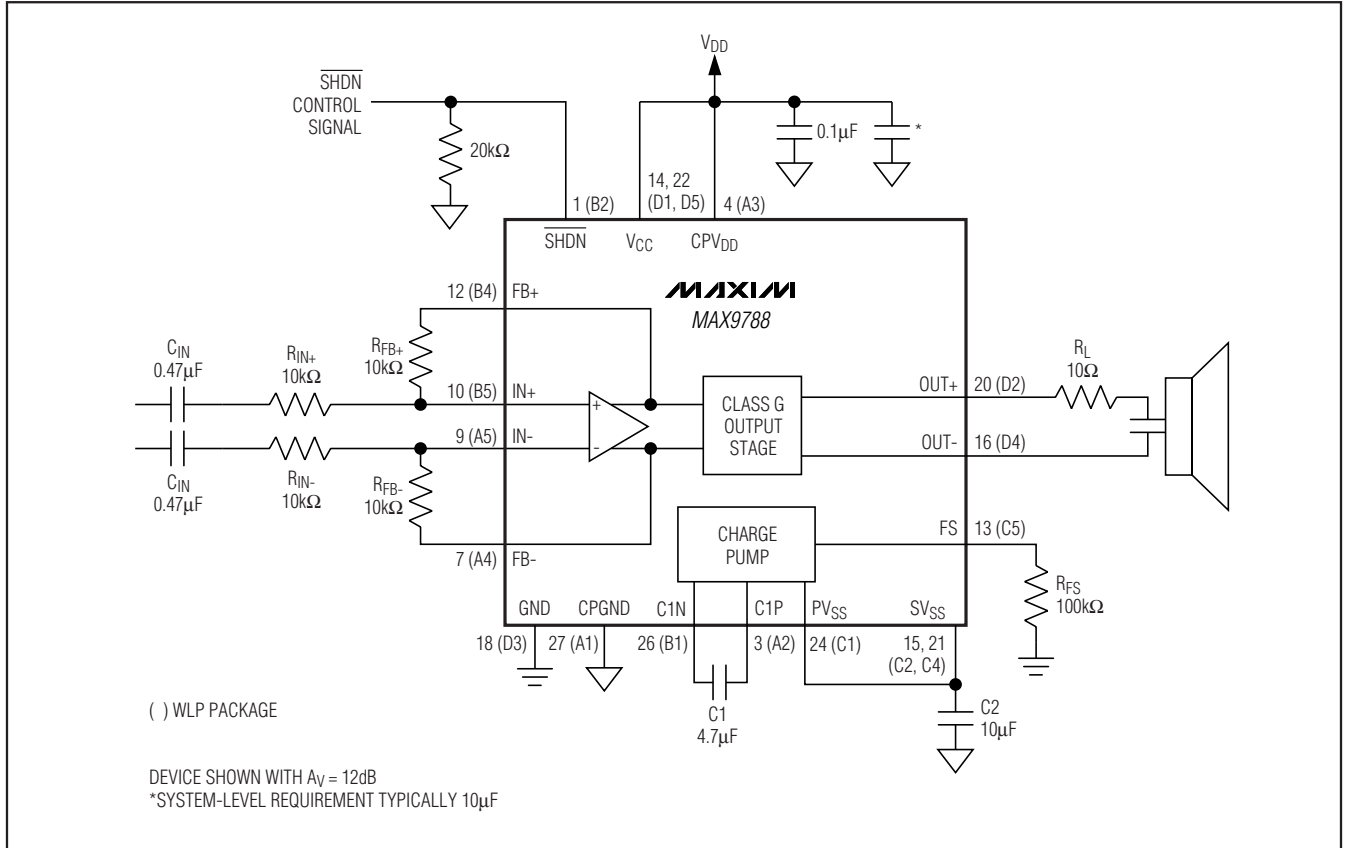 VDD
SHDN
CONTROL
SIGNAL
20kΩ
0.1µF
*
1 (B2)
14, 22
(D1, D5)
4 (A3)
SHDN
VCC
CPVDD
MAXIM
MAX9788
12 (B4)
FB+
CIN
0.47µF
RIN+
10kΩ
RFB+
10kΩ
10 (B5)
IN+
+
9 (A5)
IN-
-
CIN
0.47µF
RIN-
10kΩ
RFB-
10kΩ
7 (A4)
FB-
CLASS G
OUTPUT
STAGE
OUT+
20 (D2)
RL
10Ω
OUT-
16 (D4)
CHARGE
PUMP
FS
13 (C5)
RFS
100kΩ
GND
CPGND
C1N
C1P
PVSS
SVSS
18 (D3)
27 (A1)
26 (B1)
3 (A2)
24 (C1)
15, 21
(C2, C4)
C1
4.7µF
C2
10µF
( ) WLP PACKAGE
DEVICE SHOWN WITH AV = 12dB
*SYSTEM-LEVEL REQUIREMENT TYPICALLY 10µF